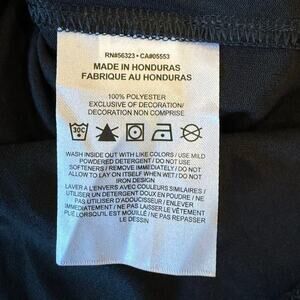 RN#56323 • CA#05553
MADE IN HONDURAS
FABRIQUE AU HONDURAS
100% POLYESTER
EXCLUSIVE OF DECORATION/
DECORATION NON COMPRISE
30C
WASH INSIDE OUT WITH LIKE COLORS / USE MILD
POWDERED DETERGENT / DO NOT USE
SOFTENERS / REMOVE IMMEDIATELY / DO NOT
ALLOW TO LAY ON ITSELF WHEN WET / DO NOT
IRON DESIGN
LAVER A L'ENVERS AVEC COULEURS SIMILAIRES /
UTILISER UN DETERGENT DOUX EN POUDRE / NE
PAS UTILISER D'ADOUCISSANTS / ENLEVER
IMMEDIATEMENT / NE PAS LAISSER LE VÊTEMENT
PLIÉ LORSQU'IL EST MOUILLÉ / NE PAS REPASSER
LE DESSIN